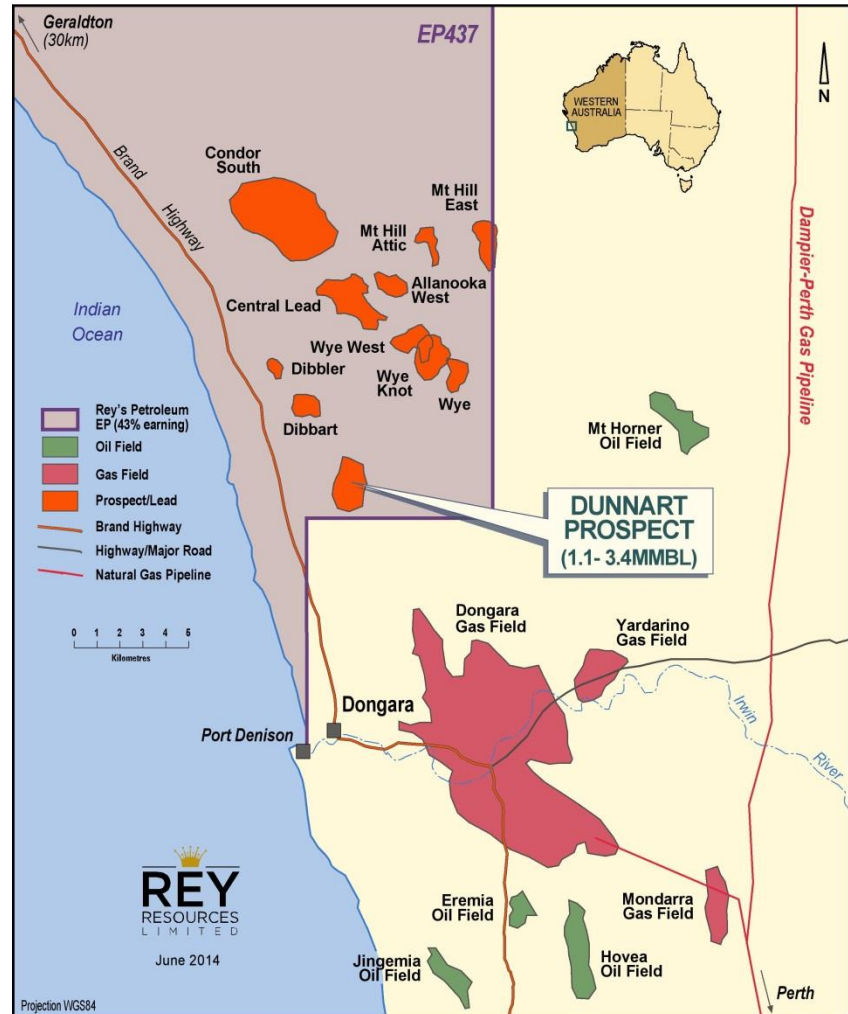 Geraldton
(30km)
EP437
N
WESTERN
AUSTRALIA
Brand
Highway
Condor
South
Mt Hill
East
Mt Hill
Attic
Allanooka
West
Central Lead
Indian
Ocean
Wye West
Wye
Knot
Wye
Dibbler
Dibbart
Dampier-Perth Gas Pipeline
Mt Horner
Oil Field
Rey's Petroleum
EP (43% earning)
Oil Field
Gas Field
Prospect/Lead
Brand Highway
Highway/Major Road
Natural Gas Pipeline
0 1 2 3 4 5
Kilometres
DUNNART
PROSPECT
(1.1- 3.4MMBL)
Dongara
Gas Field
Yardarino
Gas Field
Dongara
Port Denison
Irwin
River
Eremia
Oil Field
Mondarra
Gas Field
Jingemia
Oil Field
Hovea
Oil Field
Perth
REY
RESOURCES
LIMITED
June 2014
Projection WGS84